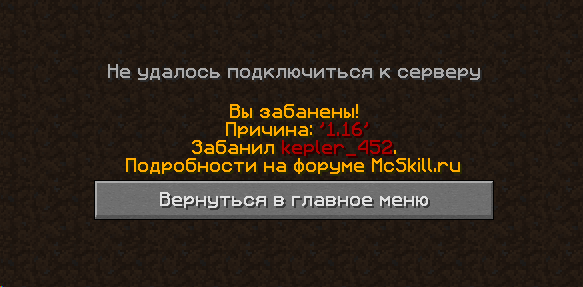 Не удалось подключиться к серверу
Вы забанены!
Причина: '1.16'
Забанил kepler_452.
Подробности на форуме McSkill.ru
Вернуться в главное меню